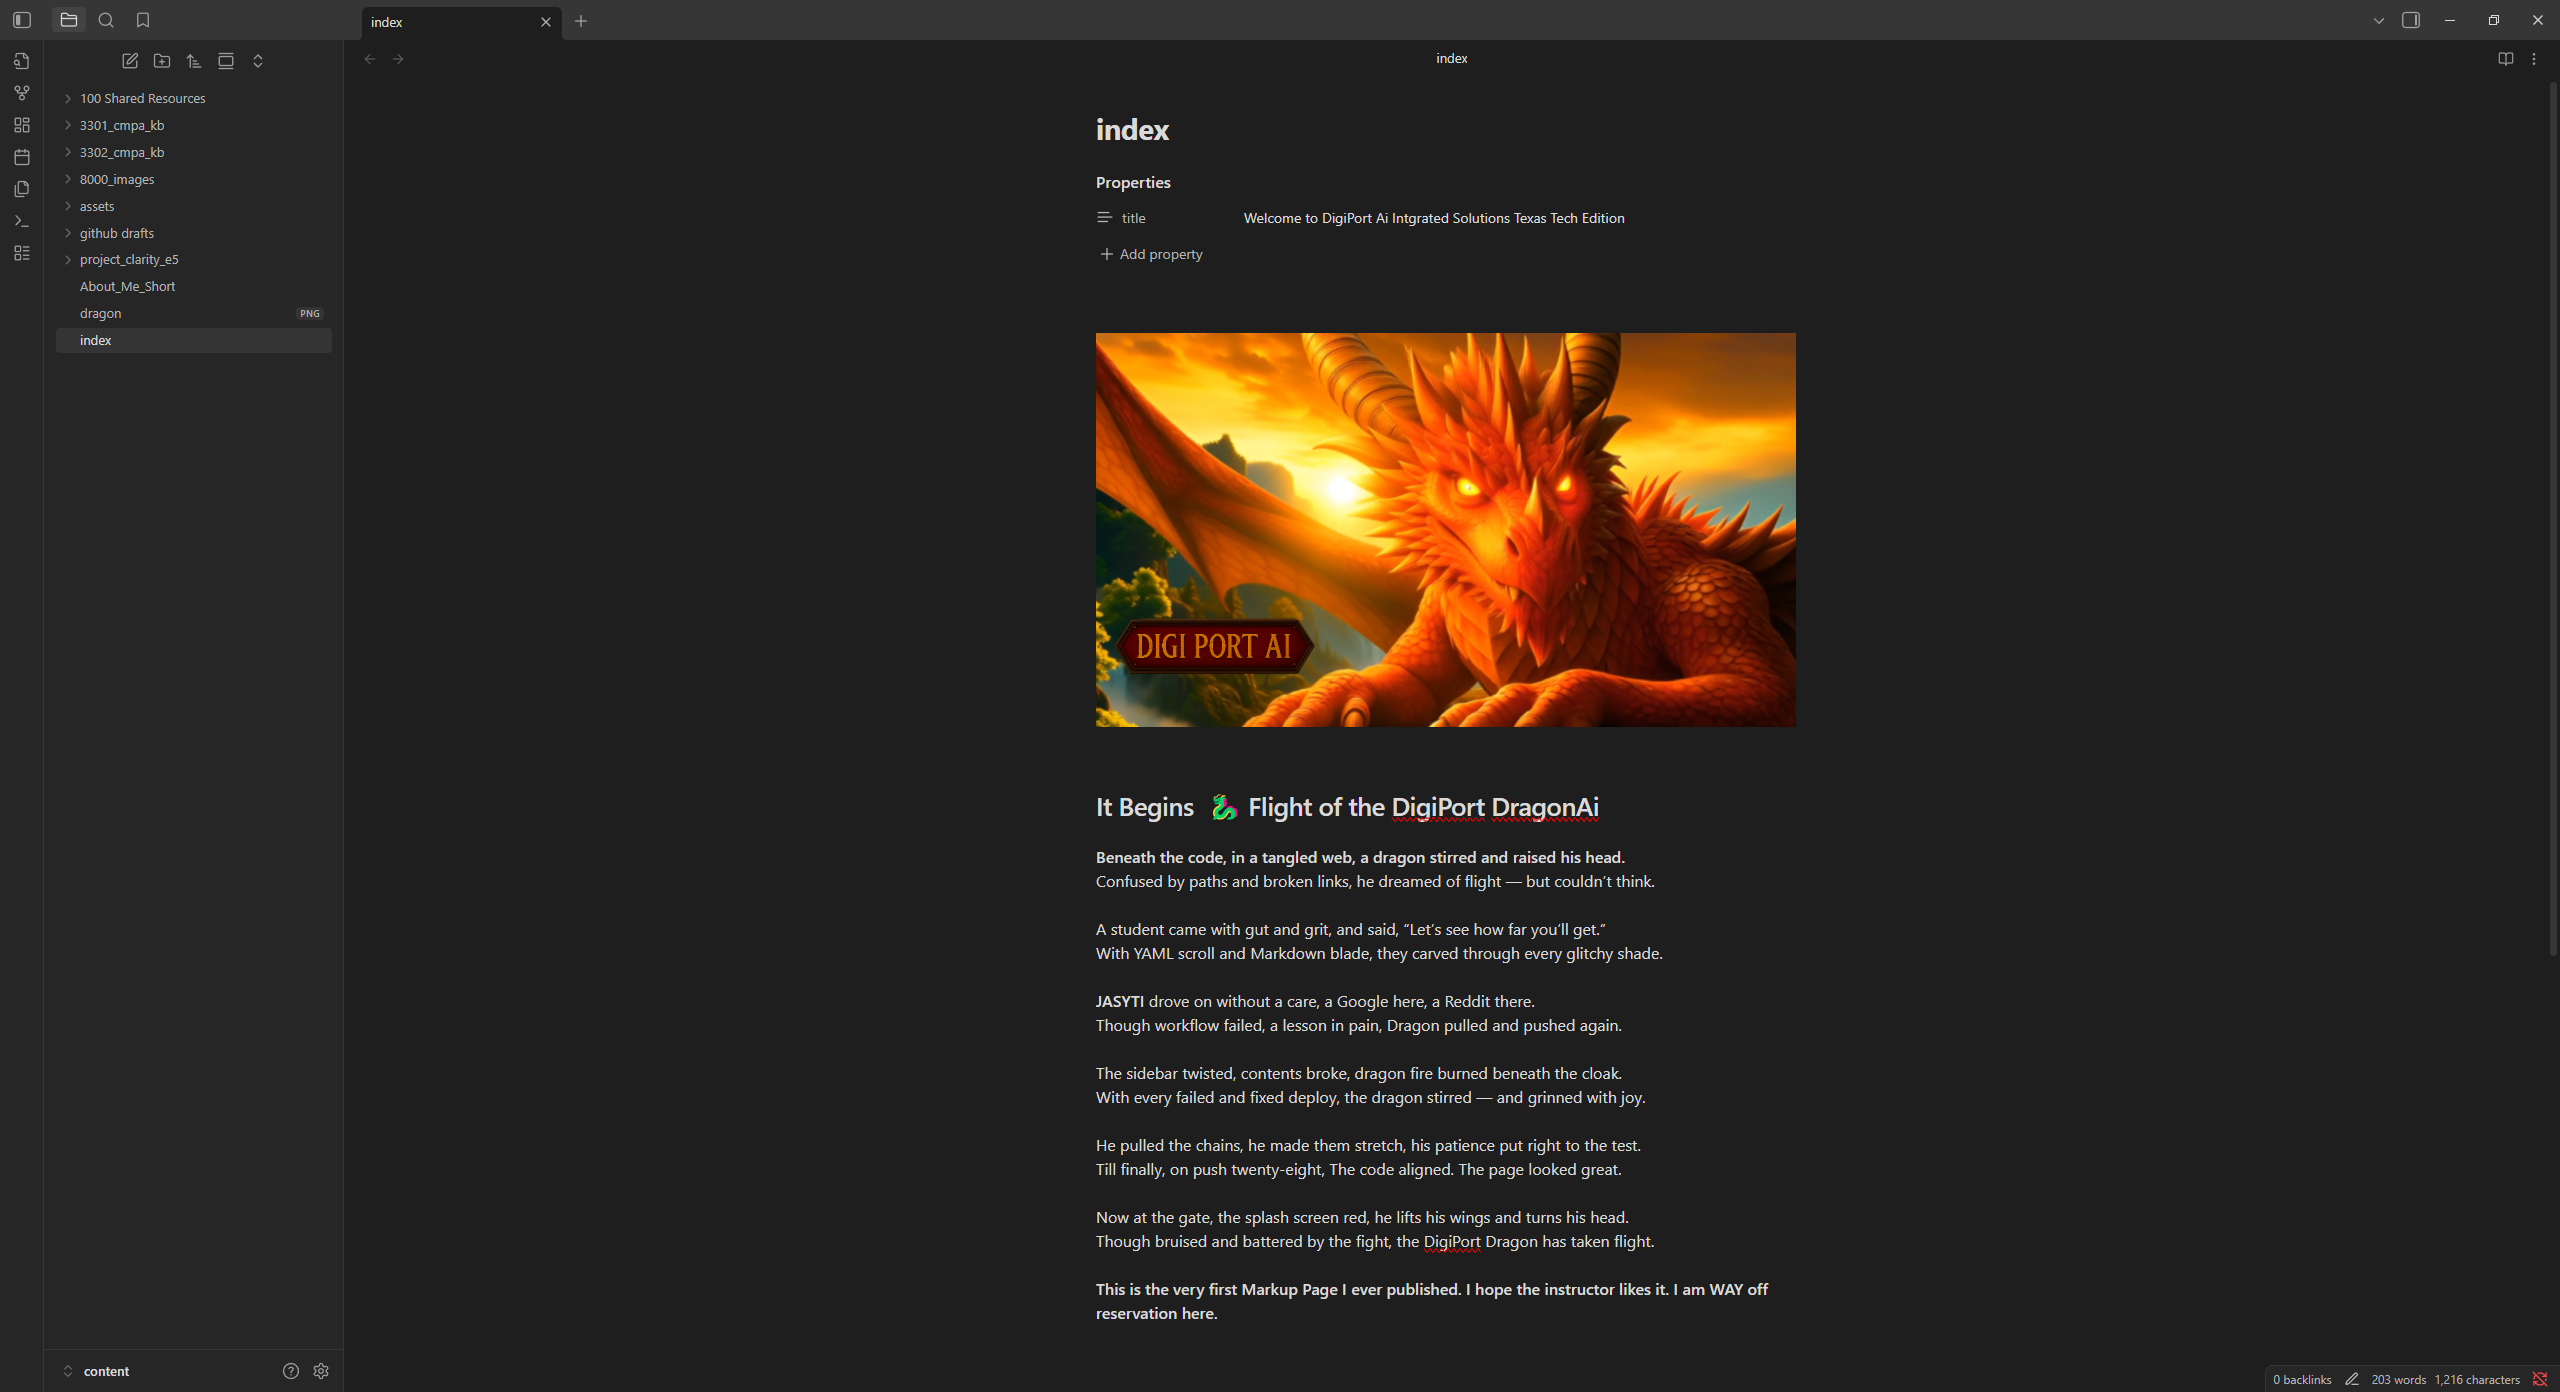 index
index
100 Shared Resources
3301_cmpa_kb
3302_cmpa_kb
8000_images
assets
github drafts
project_clarity_e5
About_Me_Short
dragon PNG
index
content
index
Properties
title Welcome to DigiPort Ai Intgrated Solutions Texas Tech Edition
Add property
DIGI PORT AI
It Begins 🐉 Flight of the DigiPort DragonAi
Beneath the code, in a tangled web, a dragon stirred and raised his head.
Confused by paths and broken links, he dreamed of flight — but couldn’t think.
A student came with gut and grit, and said, “Let’s see how far you’ll get.”
With YAML scroll and Markdown blade, they carved through every glitchy shade.
JASYTI drove on without a care, a Google here, a Reddit there.
Though workflow failed, a lesson in pain, Dragon pulled and pushed again.
The sidebar twisted, contents broke, dragon fire burned beneath the cloak.
With every failed and fixed deploy, the dragon stirred — and grinned with joy.
He pulled the chains, he made them stretch, his patience put right to the test.
Till finally, on push twenty-eight, The code aligned. The page looked great.
Now at the gate, the splash screen red, he lifts his wings and turns his head.
Though bruised and battered by the fight, the DigiPort Dragon has taken flight.
This is the very first Markup Page I ever published. I hope the instructor likes it. I am WAY off
reservation here.
0 backlinks 203 words 1,216 characters